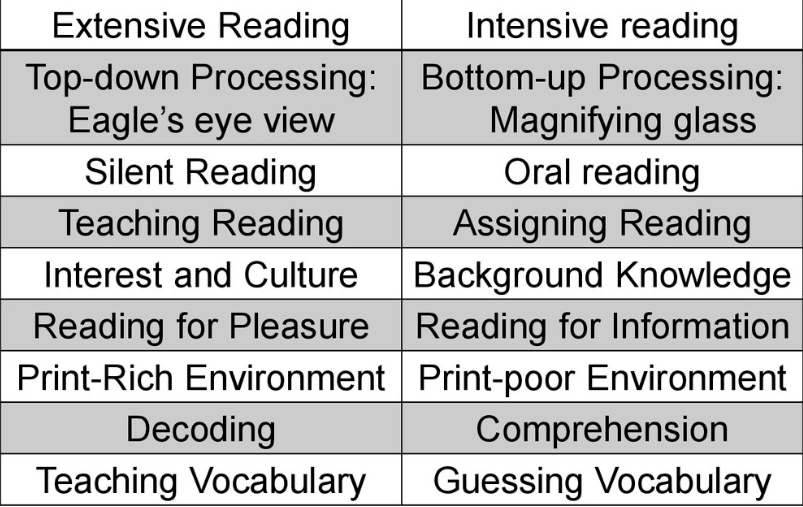 Extensive Reading
Intensive reading
Top-down Processing:
Eagle's eye view
Bottom-up Processing:
Magnifying glass
Silent Reading
Oral reading
Teaching Reading
Assigning Reading
Interest and Culture
Background Knowledge
Reading for Pleasure
Reading for Information
Print-Rich Environment
Print-poor Environment
Decoding
Comprehension
Teaching Vocabulary
Guessing Vocabulary